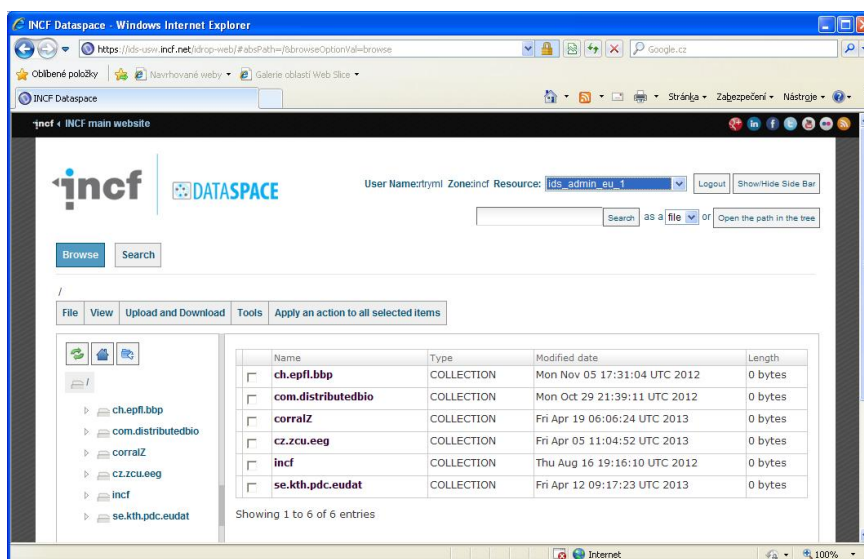 INCF Dataspace - Windows Internet Explorer
https://ids-usw.incf.net/idrop-web/#absPath=/&browseOptionVal=browse
Google.cz
Oblíbené položky Navrhované weby Galerie oblastí Web Slice
INCF Dataspace Stránka Zabezpečení Nástroje
incf INCF main website
incf DATASPACE
User Name:rtryml Zone:incf Resource: ids_admin_eu_1 Logout Show/Hide Side Bar
Search as a file or Open the path in the tree
Browse Search
/
File View Upload and Download Tools Apply an action to all selected items
/
ch.epfl.bbp
com.distributedbio
corralZ
cz.zcu.eeg
incf
se.kth.pdc.eudat
Name Type Modified date Length
ch.epfl.bbp COLLECTION Mon Nov 05 17:31:04 UTC 2012 0 bytes
com.distributedbio COLLECTION Mon Oct 29 21:39:11 UTC 2012 0 bytes
corralZ COLLECTION Fri Apr 19 06:06:24 UTC 2013 0 bytes
cz.zcu.eeg COLLECTION Fri Apr 05 11:04:52 UTC 2013 0 bytes
incf COLLECTION Thu Aug 16 19:16:10 UTC 2012 0 bytes
se.kth.pdc.eudat COLLECTION Fri Apr 12 09:17:23 UTC 2013 0 bytes
Showing 1 to 6 of 6 entries
Internet 100%